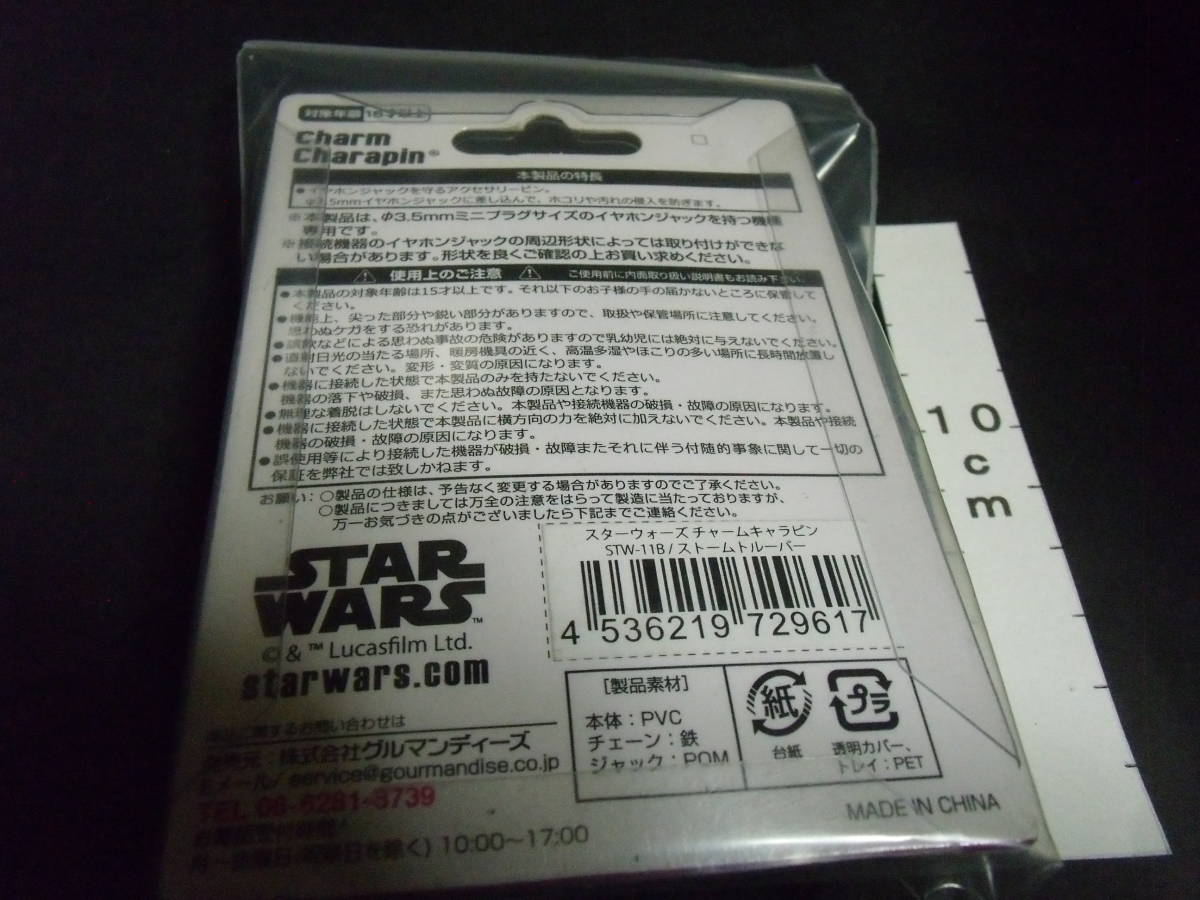 対象年齢 15才以上
Charm
Charapin®
本製品の特長
●イヤホンジャックを守るアクセサリーピン。
φ3.5mmイヤホンジャックに差し込んで、ホコリや汚れの侵入を防ぎます。
※本製品は、φ3.5mmミニプラグサイズのイヤホンジャックを持つ機種
専用です。
※接続機器のイヤホンジャックの周辺形状によっては取り付けができな
い場合があります。形状を良くご確認の上お買い求めください。
使用上のご注意 ご使用前に内面取り扱い説明書もお読み下さい
●本製品の対象年齢は15才以上です。それ以下のお子様の手の届かないところに保管して
ください。
●機能上、尖った部分や鋭い部分がありますので、取扱や保管場所に注意してください。
思わぬケガをする恐れがあります。
●誤飲などによる思わぬ事故の危険がありますので乳幼児には絶対に与えないでください。
●直射日光の当たる場所、暖房機具の近く、高温多湿やほこりの多い場所に長時間放置し
ないでください。変形・変質の原因になります。
●機器に接続した状態で本製品のみを持たないでください。
機器の落下や破損、また思わぬ故障の原因となります。
●無理な着脱はしないでください。本製品や接続機器の破損・故障の原因になります。
●機器に接続した状態で本製品に横方向の力を絶対に加えないでください。本製品や接続
機器の破損・故障の原因になります。
●誤使用等により接続した機器が破損・故障またそれに伴う付随的事象に関して一切の
保証を弊社では致しかねます。
お願い：○製品の仕様は、予告なく変更する場合がありますのでご了承ください。
○製品につきましては万全の注意をはらって製造に当たっておりますが、
万一お気づきの点がございましたら下記までご連絡ください。
STAR
WARS™
© & ™ Lucasfilm Ltd.
starwars.com
スターウォーズ チャームキャラピン
STW-11B / ストームトルーパー
4 536219 729617
[製品素材]
本体：PVC
チェーン：鉄
ジャック：POM
紙
台紙
プラ
透明カバー、
トレイ：PET
に関するお問い合わせは
発売元：株式会社グルマンディーズ
Eメール/ service@gourmandise.co.jp
TEL 06-6281-8739
を除く) 10:00～17:00
MADE IN CHINA
10cm